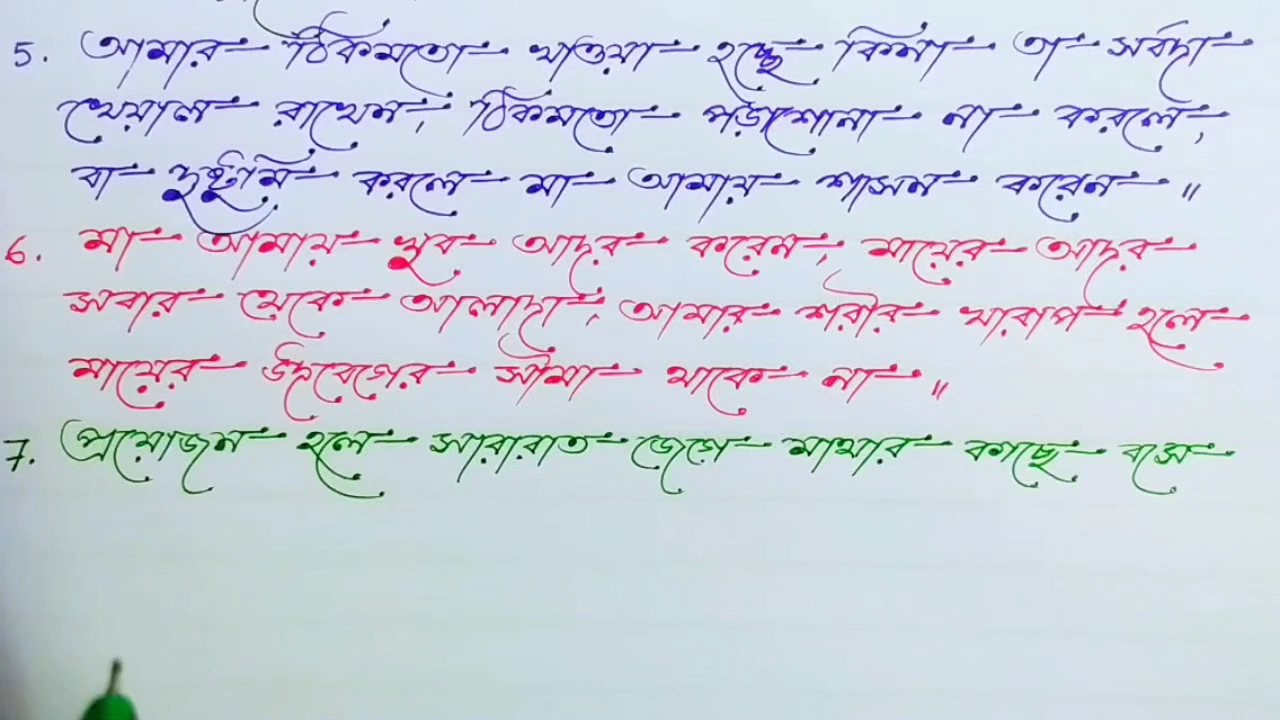 5. আমার ঠিকমতো খাওয়া হচ্ছে কিনা তা সর্বদা
খেয়াল রাখেন, ঠিকমতো পড়াশোনা না করলে,
বা দুষ্টুমি করলে মা আমায় শাসন করেন॥
6. মা আমায় খুব আদর করেন, মায়ের আদর
সবার থেকে আলাদা, আমার শরীর খারাপ হলে
মায়ের উদ্বেগের সীমা থাকে না॥
7. প্রয়োজন হলে সারারাত জেগে মাথার কাছে বসে